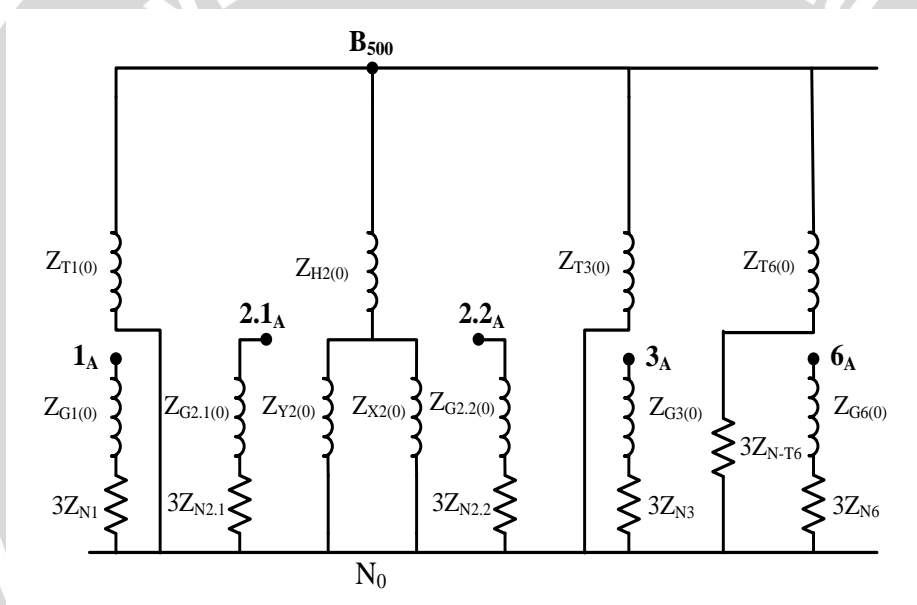 B500
ZT1(0)
ZH2(0)
ZT3(0)
ZT6(0)
2.1A
2.2A
1A
3A
6A
ZG1(0)
ZG2.1(0)
ZY2(0)
ZX2(0)
ZG2.2(0)
ZG3(0)
ZG6(0)
3ZN-T6
3ZN1
3ZN2.1
3ZN2.2
3ZN3
3ZN6
N0